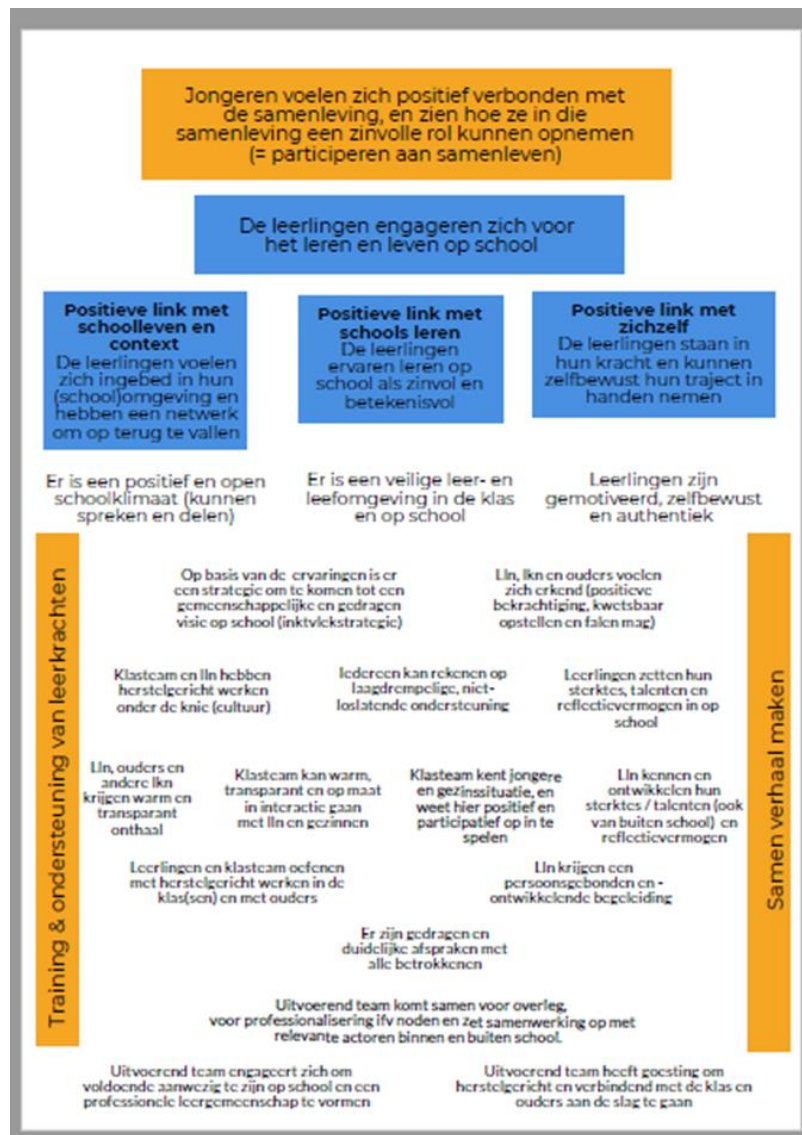 Jongeren voelen zich positief verbonden met
de samenleving, en zien hoe ze in die
samenleving een zinvolle rol kunnen opnemen
(= participeren aan samenleven)
De leerlingen engageren zich voor
het leren en leven op school
Positieve link met
schoolleven en
context
De leerlingen voelen
zich ingebed in hun
(school)omgeving en
hebben een netwerk
om op terug te vallen
Positieve link met
schools leren
De leerlingen
ervaren leren op
school als zinvol en
betekenisvol
Positieve link met
zichzelf
De leerlingen staan in
hun kracht en kunnen
zelfbewust hun traject in
handen nemen
Er is een positief en open
schoolklimaat (kunnen
spreken en delen)
Er is een veilige leer- en
leefomgeving in de klas
en op school
Leerlingen zijn
gemotiveerd, zelfbewust
en authentiek
Training & ondersteuning van leerkrachten
Op basis van de ervaringen is er
een strategie om te komen tot een
gemeenschappelijke en gedragen
visie op school (inktvlekstrategie)
Lln, lkn en ouders voelen
zich erkend (positieve
bekrachtiging, kwetsbaar
opstellen en falen mag)
Klasteam en lln hebben
herstelgericht werken
onder de knie (cultuur)
Iedereen kan rekenen op
laagdrempelige, niet-
loslatende ondersteuning
Leerlingen zetten hun
sterktes, talenten en
reflectievermogen in op
school
Lln, ouders en
andere lkn
krijgen warm en
transparant
onthaal
Klasteam kan warm,
transparant en op maat
in interactie gaan
met lln en gezinnen
Klasteam kent jongere
en gezinssituatie, en
weet hier positief en
participatief op in te
spelen
Lln kennen en
ontwikkelen hun
sterktes / talenten (ook
van buiten school) en
reflectievermogen
Leerlingen en klasteam oefenen
met herstelgericht werken in de
klas(sen) en met ouders
Lln krijgen een
persoonsgebonden en -
ontwikkelende begeleiding
Er zijn gedragen en
duidelijke afspraken met
alle betrokkenen
Uitvoerend team komt samen voor overleg,
voor professionalisering ifv noden en zet samenwerking op met
relevante actoren binnen en buiten school.
Uitvoerend team engageert zich om
voldoende aanwezig te zijn op school en een
professionele leergemeenschap te vormen
Uitvoerend team heeft goesting om
herstelgericht en verbindend met de klas en
ouders aan de slag te gaan
Samen verhaal maken